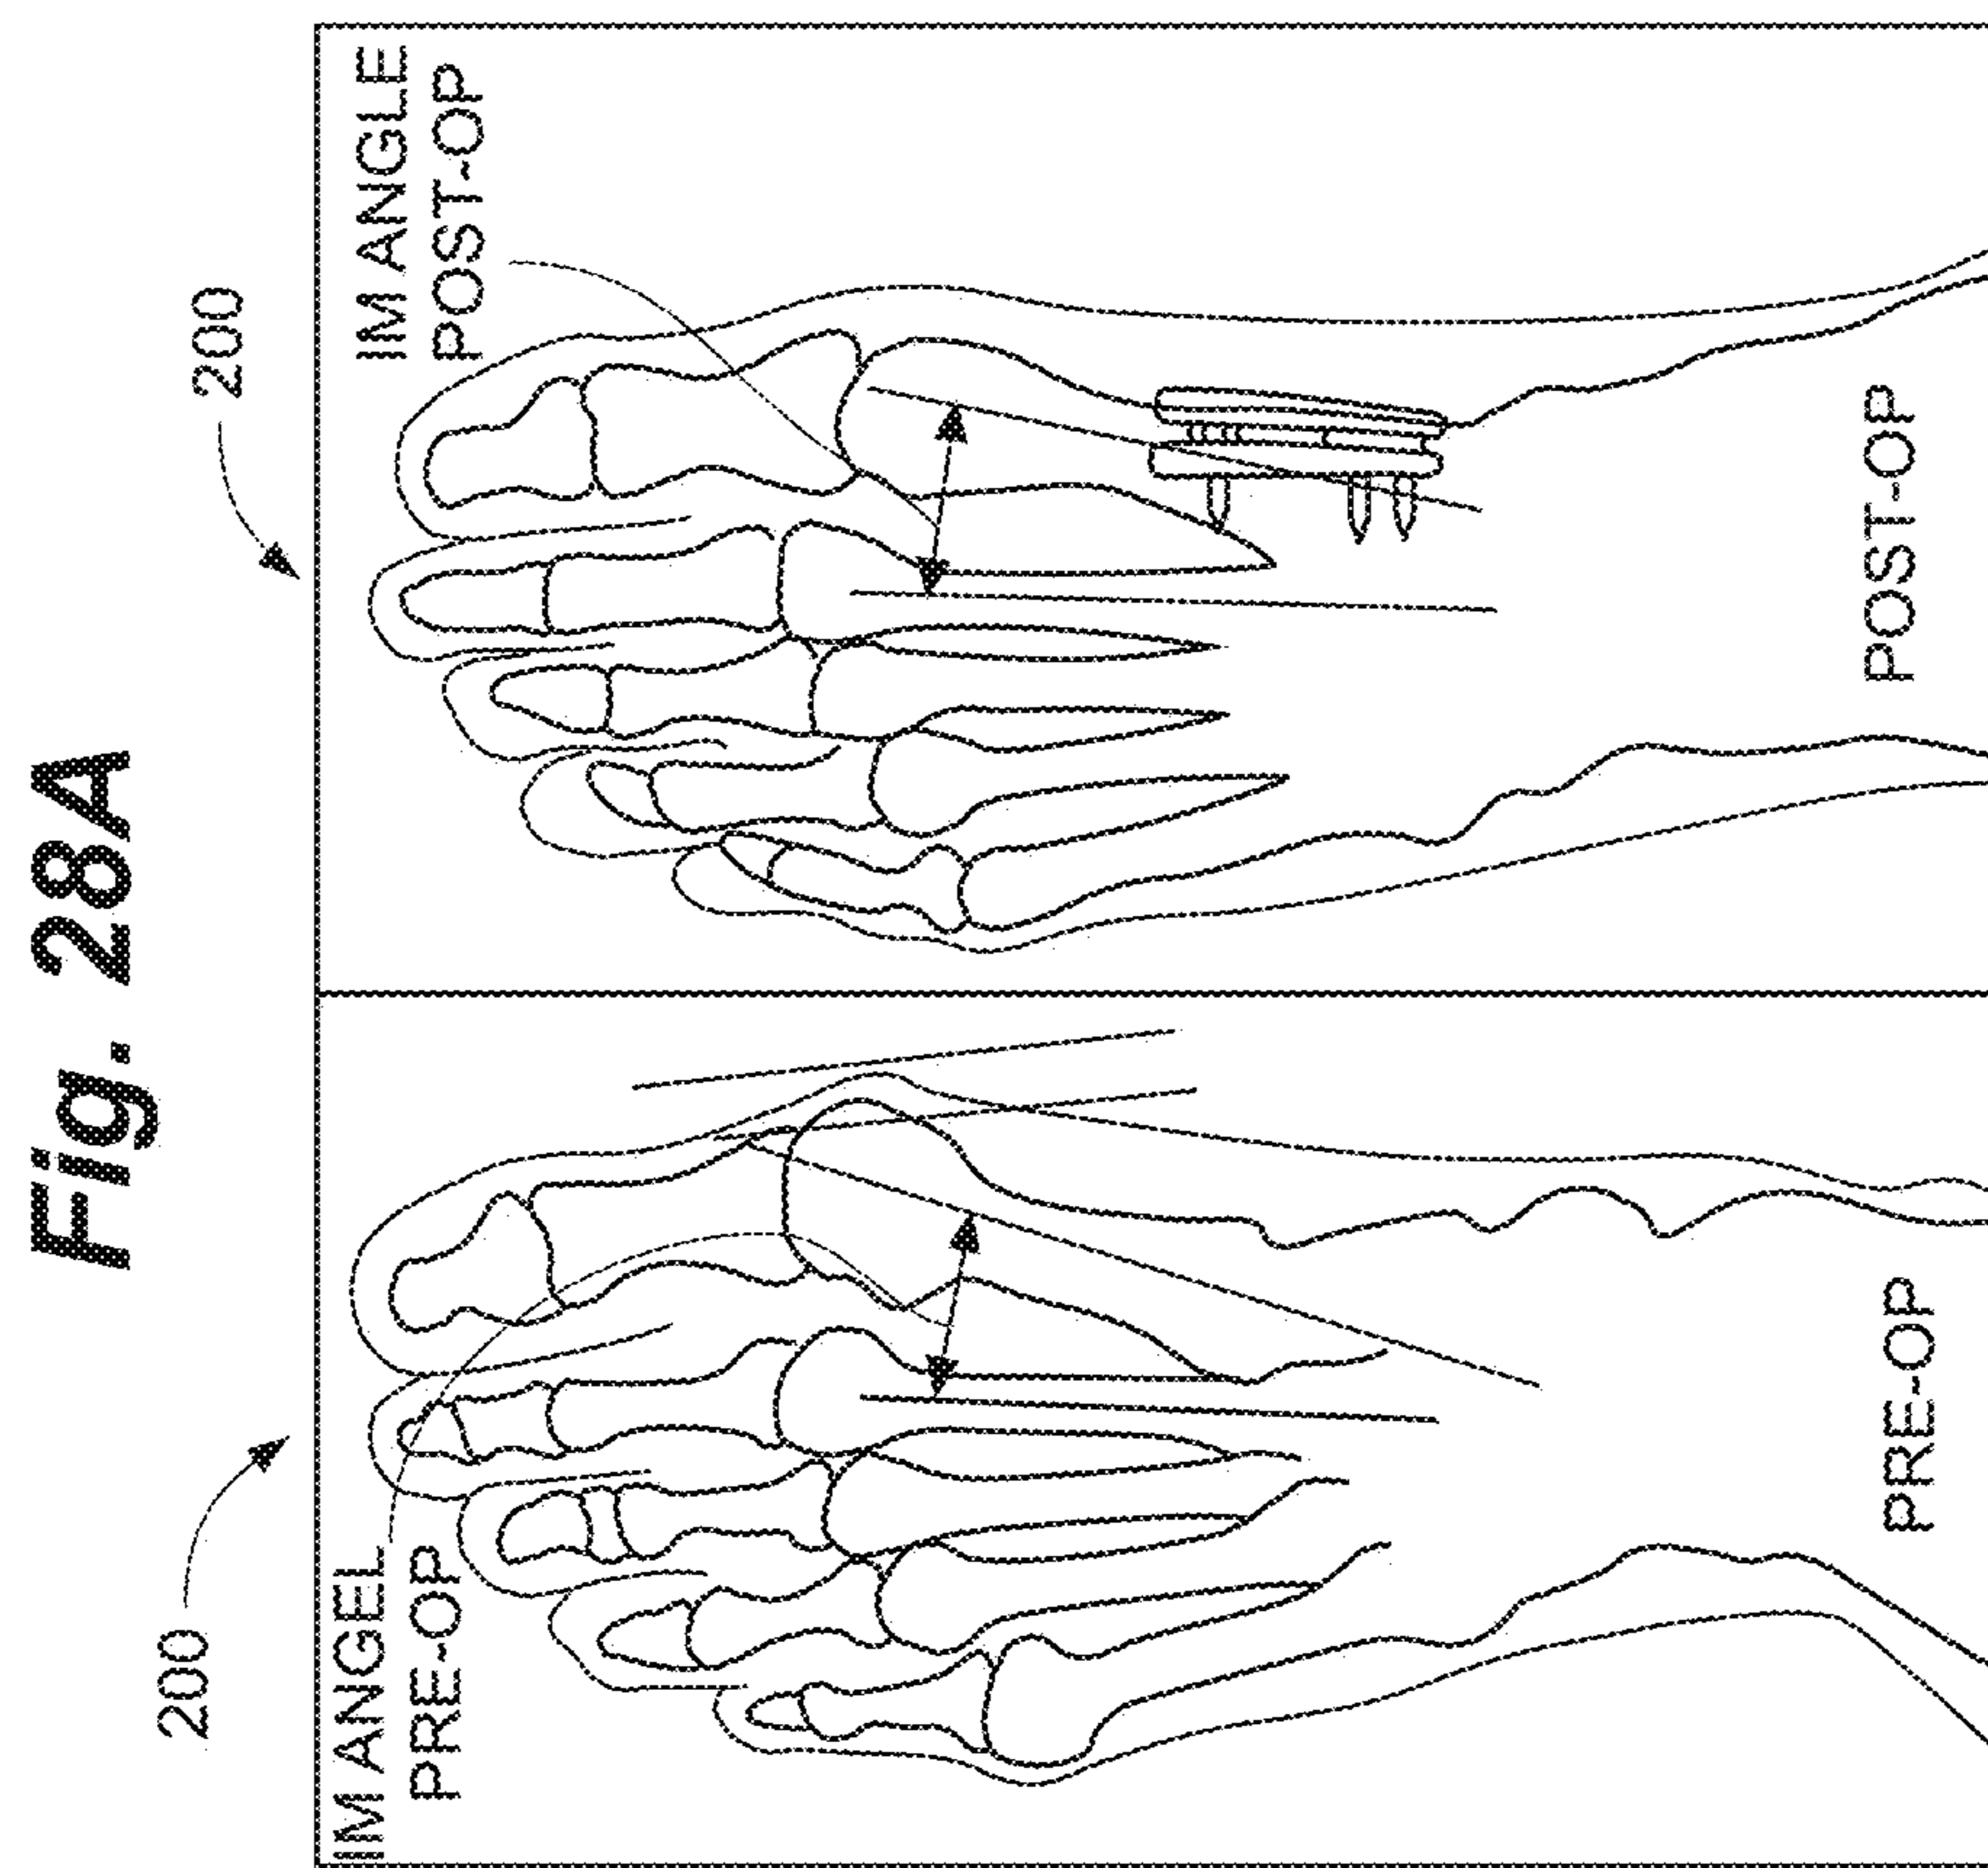 Fig. 28A
200
200
IM ANGEL
PRE-OP
IM ANGLE
POST-OP
PRE-OP
POST-OP